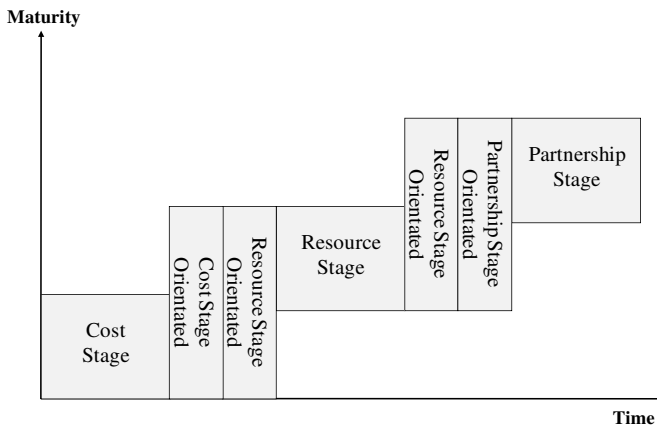 Maturity
Cost
Stage
Cost Stage
Orientated
Resource Stage
Orientated
Resource
Stage
Resource Stage
Orientated
Partnership Stage
Orientated
Partnership
Stage
Time